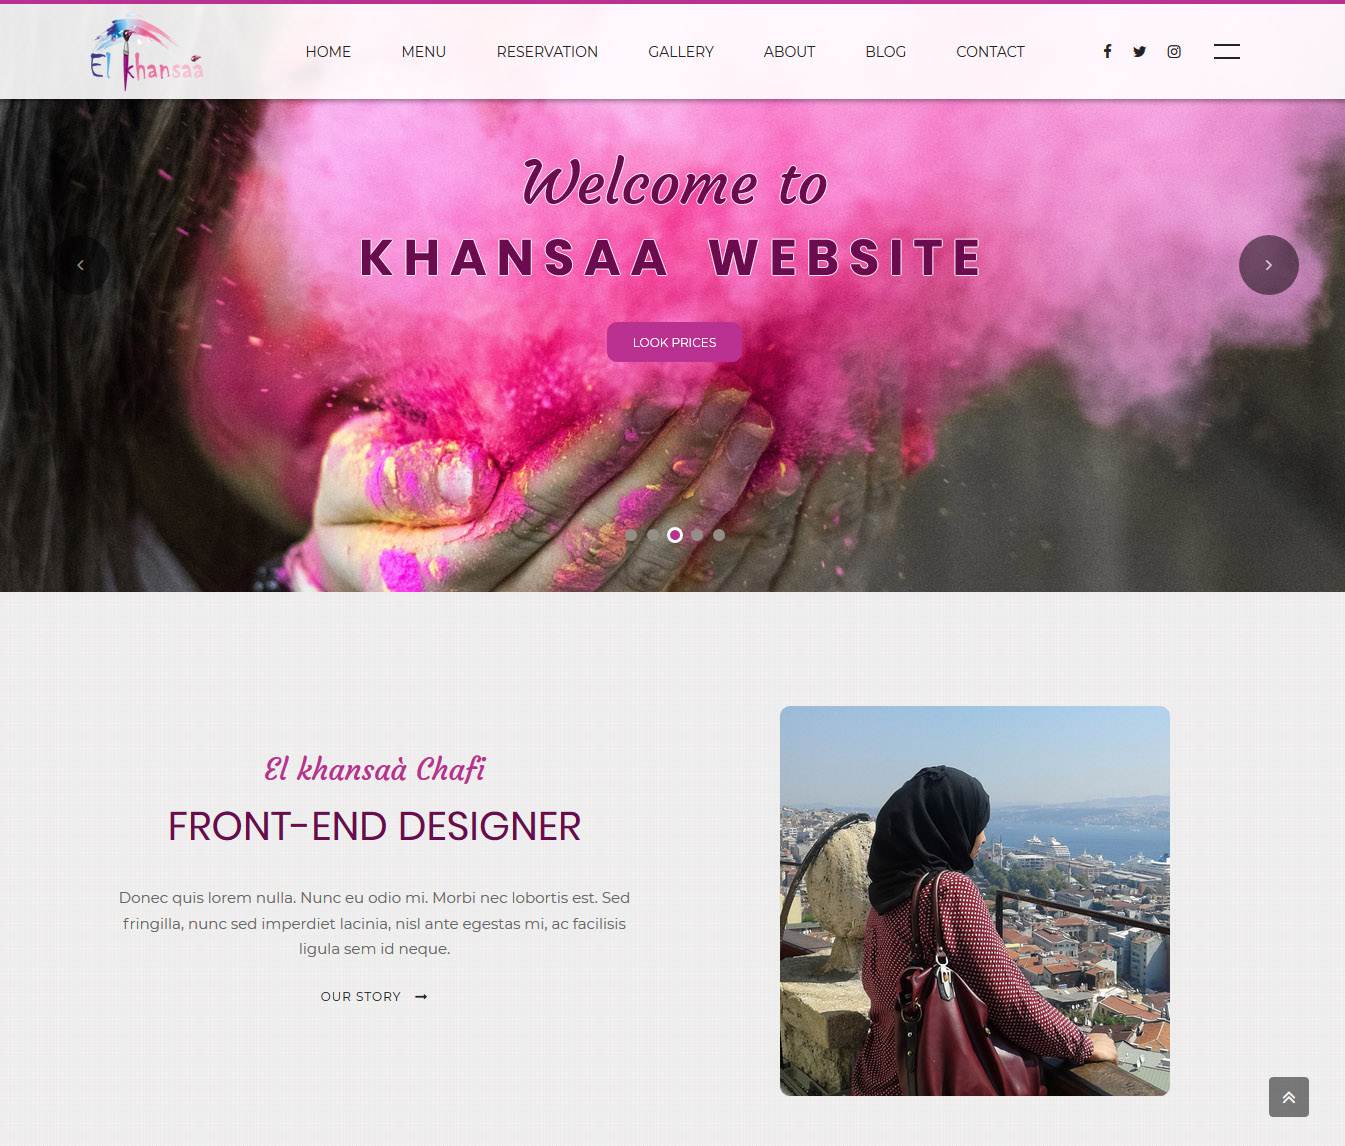 El khansaà
HOME MENU RESERVATION GALLERY ABOUT BLOG CONTACT
Welcome to
KHANSAA WEBSITE
LOOK PRICES
El khansaà Chafi
FRONT-END DESIGNER
Donec quis lorem nulla. Nunc eu odio mi. Morbi nec lobortis est. Sed
fringilla, nunc sed imperdiet lacinia, nisl ante egestas mi, ac facilisis
ligula sem id neque.
OUR STORY